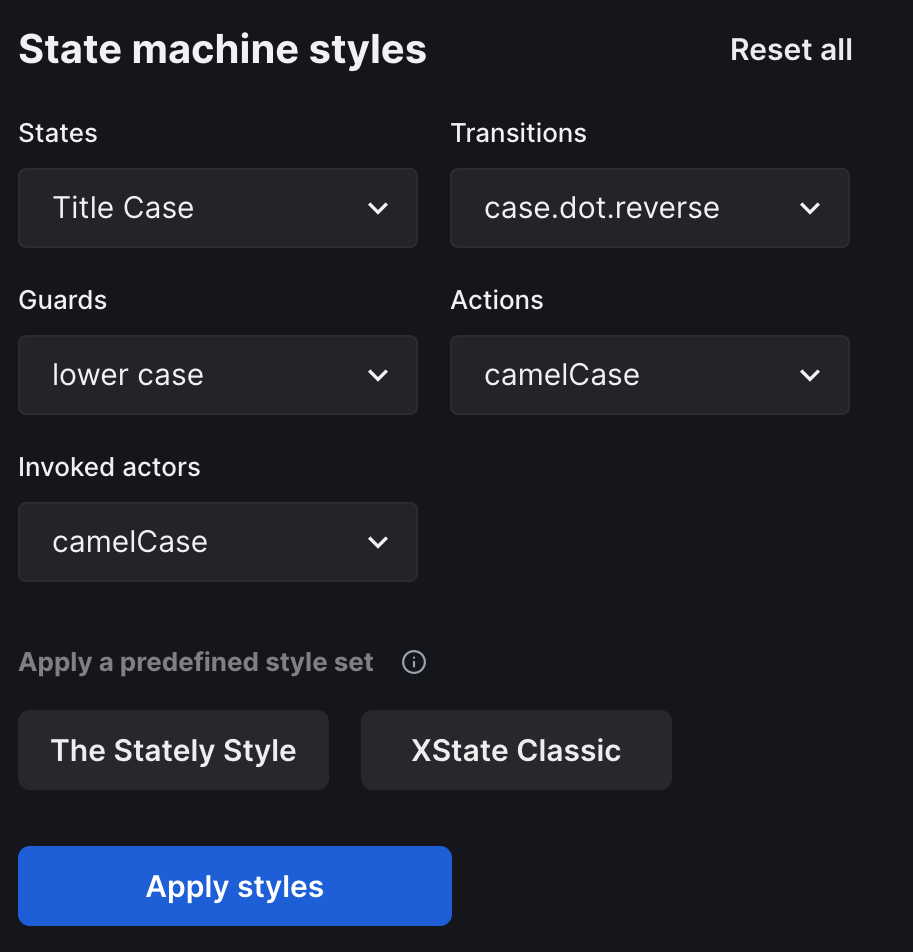 State machine styles
Reset all
States
Transitions
Title Case
case.dot.reverse
Guards
Actions
lower case
camelCase
Invoked actors
camelCase
Apply a predefined style set
The Stately Style
XState Classic
Apply styles